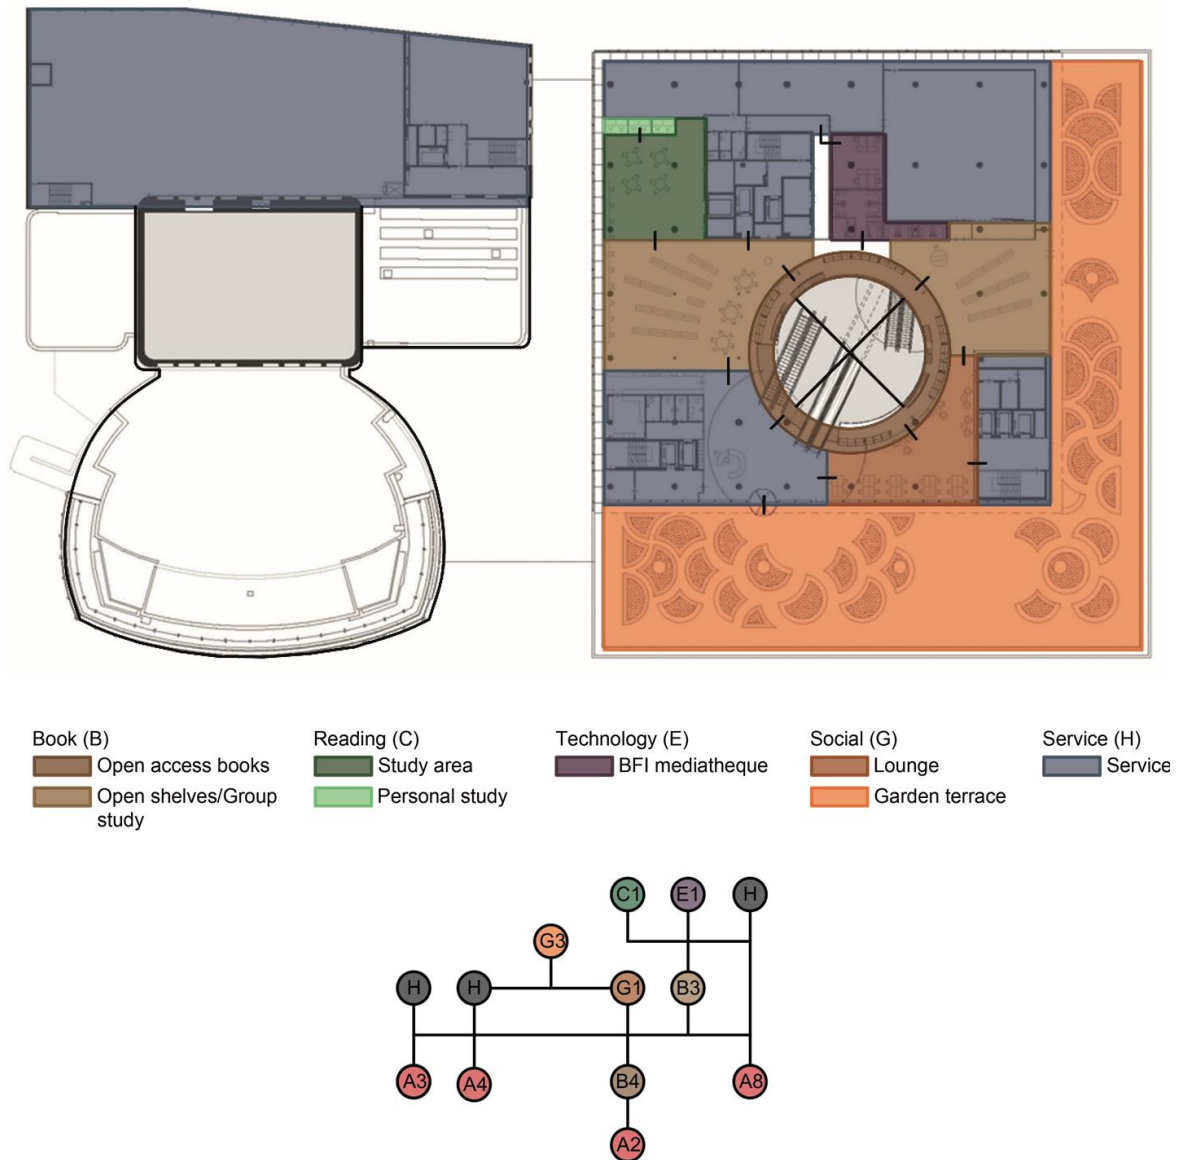 Book (B)
Open access books
Open shelves/Group
study
Reading (C)
Study area
Personal study
Technology (E)
BFI mediatheque
Social (G)
Lounge
Garden terrace
Service (H)
Service
C1 E1 H
G3
H H G1 B3
A3 A4 B4 A8
A2